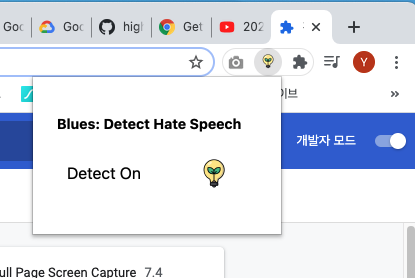 Goo
Goo
high
Get
202
Y
Blues: Detect Hate Speech
Detect On
이브
»
개발자 모드
ull Page Screen Capture 7.4